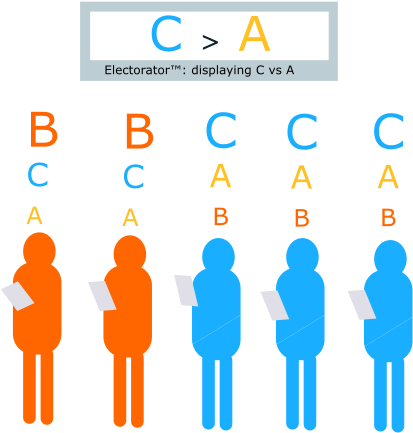 C > A
Electorator™: displaying C vs A
B B C C C
C C A A A
A A B B B